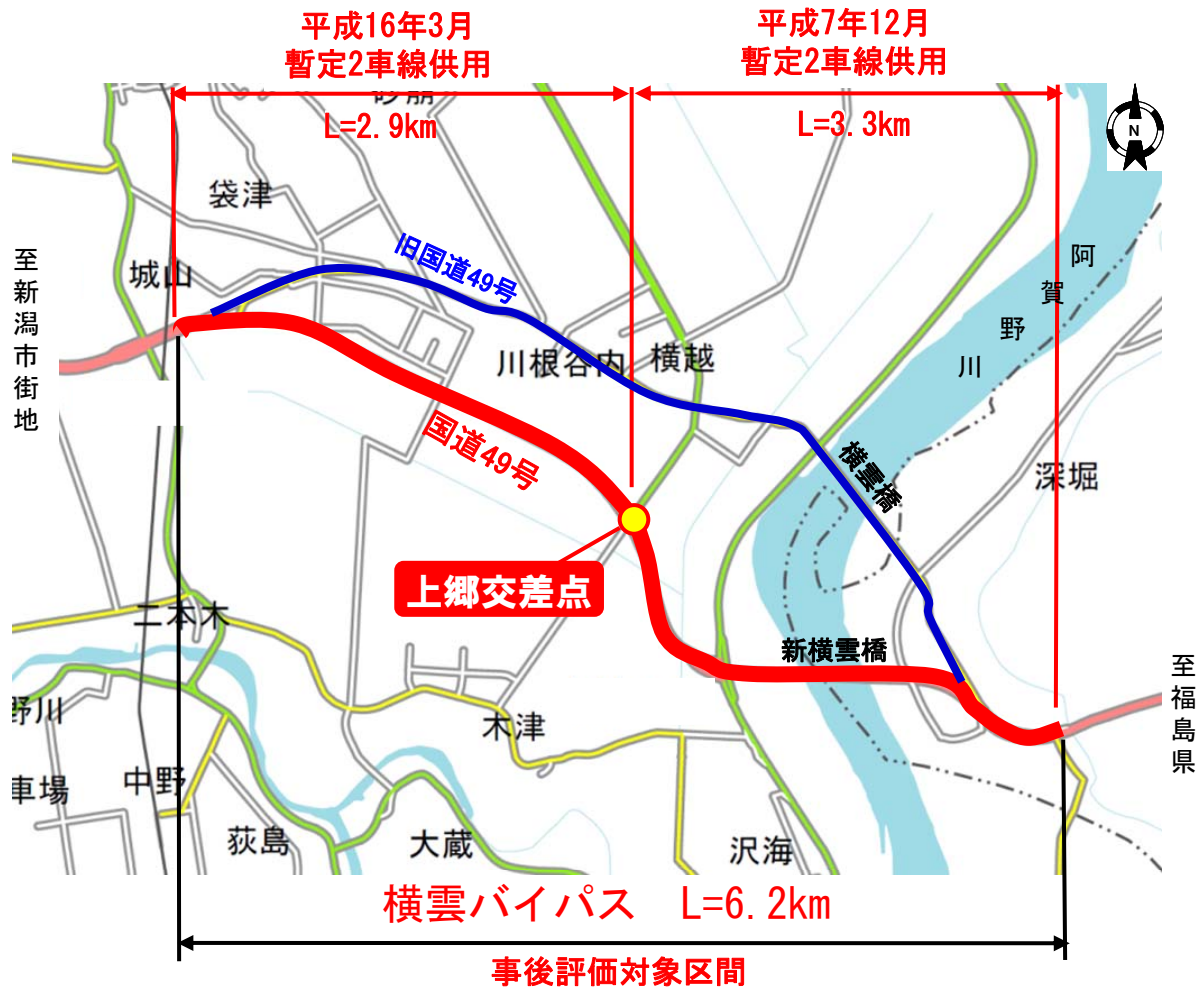 平成16年3月
暫定2車線供用
平成7年12月
暫定2車線供用
L=2.9km
L=3.3km
N
袋津
城山
至新潟市街地
旧国道49号
阿賀野川
川根谷内
横越
国道49号
横雲橋
深堀
上郷交差点
二本木
新横雲橋
至福島県
野川
木津
車場
中野
荻島
大蔵
沢海
横雲バイパス L=6.2km
事後評価対象区間